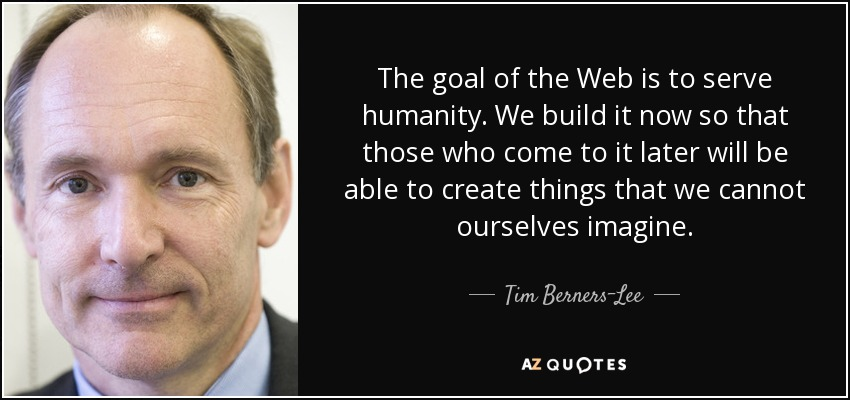 The goal of the Web is to serve
humanity. We build it now so that
those who come to it later will be
able to create things that we cannot
ourselves imagine.
Tim Berners-Lee
AZ QUOTES